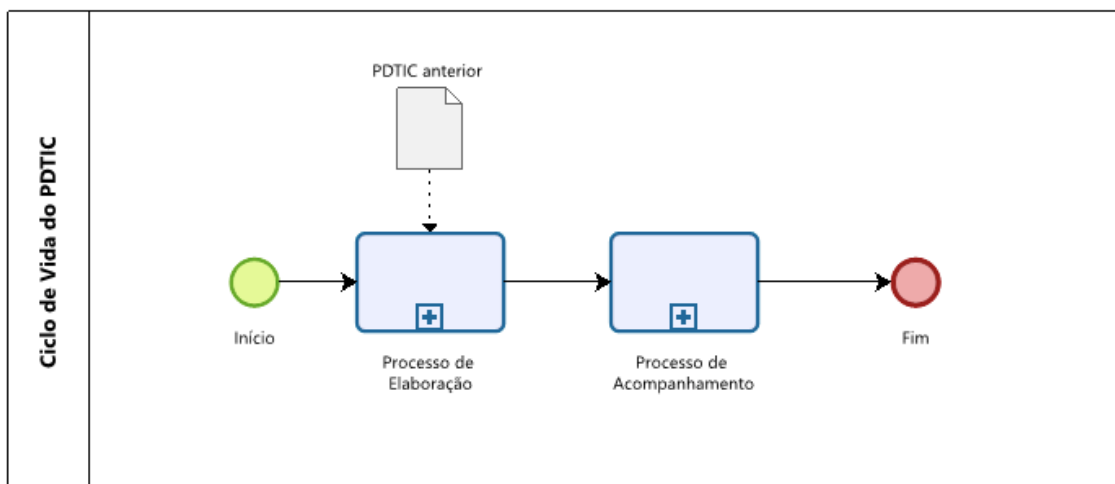 Ciclo de Vida do PDTIC
PDTIC anterior
Início
Processo de
Elaboração
Processo de
Acompanhamento
Fim